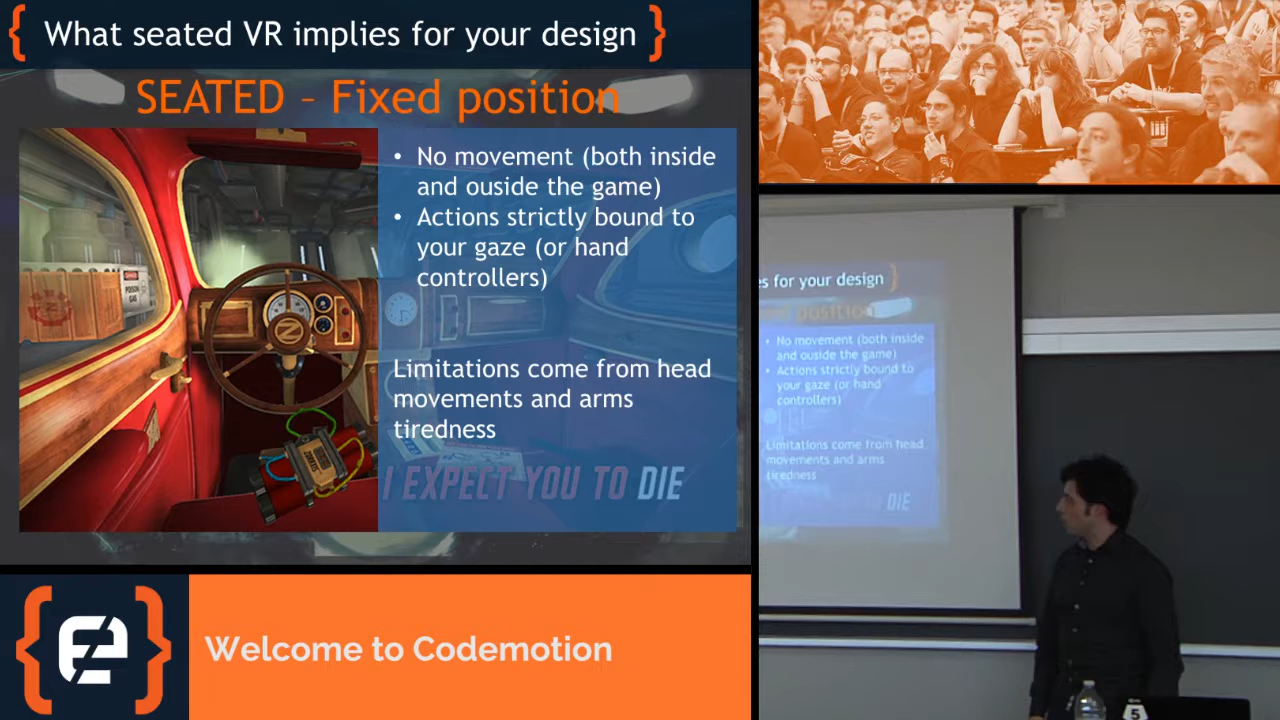 { What seated VR implies for your design }
SEATED – Fixed position
• No movement (both inside
and ouside the game)
• Actions strictly bound to
your gaze (or hand
controllers)
Limitations come from head
movements and arms
tiredness
I EXPECT YOU TO DIE
POISON
GAS
Welcome to Codemotion
es for your design }
position
• No movement (both inside
and ouside the game)
• Actions strictly bound to
your gaze (or hand
controllers)
Limitations come from head
movements and arms
tiredness
DIE
5